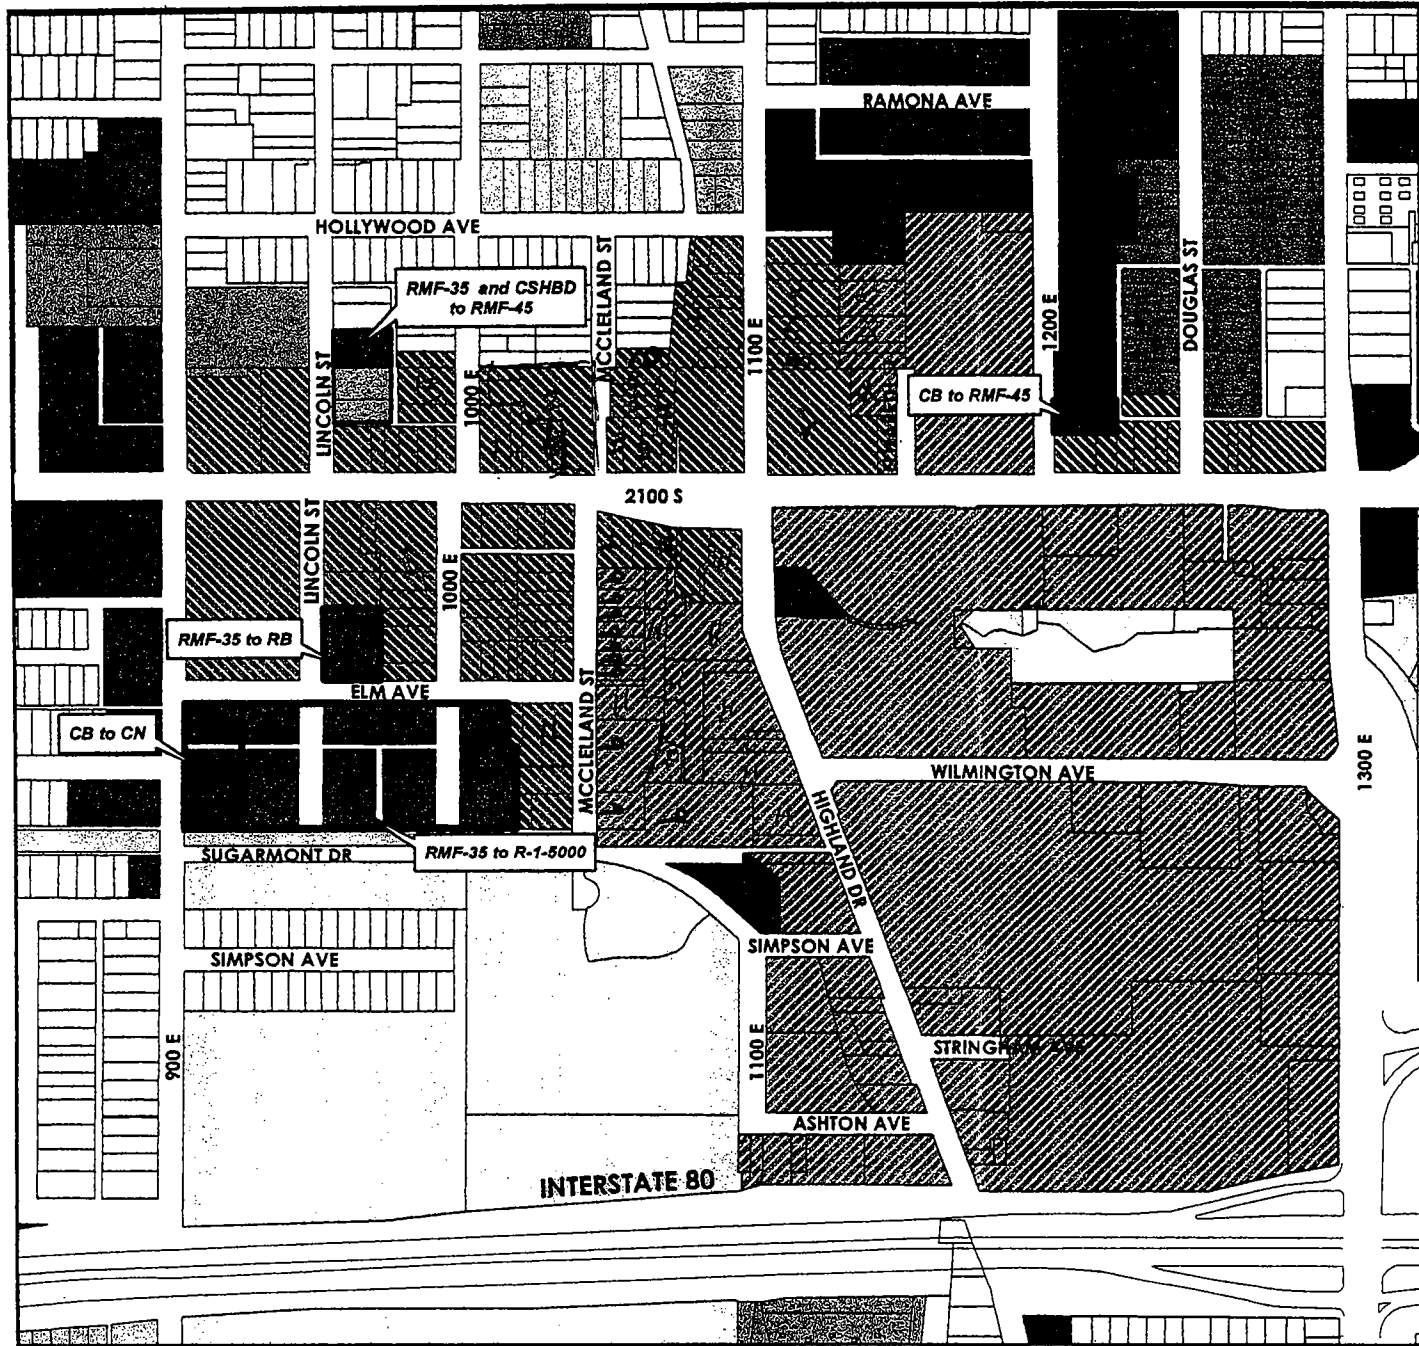 RAMONA AVE
HOLLYWOOD AVE
MCCLELLAND ST
DOUGLAS ST
RMF-35 and CSHBD
to RMF-45
1100 E
1200 E
LINCOLN ST
1000 E
CB to RMF-45
2100 S
LINCOLN ST
1000 E
RMF-35 to RB
ELM AVE
MCCLELLAND ST
CB to CN
WILMINGTON AVE
1300 E
HIGHLAND DR
SUGARMONT DR
RMF-35 to R-1-5000
SIMPSON AVE
SIMPSON AVE
900 E
1100 E
STRINGHAM AVE
ASHTON AVE
INTERSTATE 80